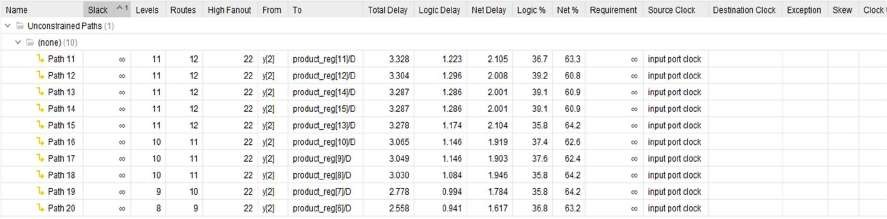 Name Slack 1 Levels Routes High Fanout From To Total Delay Logic Delay Net Delay Logic % Net % Requirement Source Clock Destination Clock Exception Skew Clock
Unconstrained Paths (1)
(none) (10)
Path 11 ∞ 11 12 22 y[2] product_reg[11]/D 3.328 1.223 2.105 36.7 63.3 ∞ input port clock
Path 12 ∞ 11 12 22 y[2] product_reg[12]/D 3.304 1.296 2.008 39.2 60.8 ∞ input port clock
Path 13 ∞ 11 12 22 y[2] product_reg[14]/D 3.287 1.286 2.001 39.1 60.9 ∞ input port clock
Path 14 ∞ 11 12 22 y[2] product_reg[15]/D 3.287 1.286 2.001 39.1 60.9 ∞ input port clock
Path 15 ∞ 11 12 22 y[2] product_reg[13]/D 3.278 1.174 2.104 35.8 64.2 ∞ input port clock
Path 16 ∞ 10 11 22 y[2] product_reg[10]/D 3.065 1.146 1.919 37.4 62.6 ∞ input port clock
Path 17 ∞ 10 11 22 y[2] product_reg[9]/D 3.049 1.146 1.903 37.6 62.4 ∞ input port clock
Path 18 ∞ 10 11 22 y[2] product_reg[8]/D 3.030 1.084 1.946 35.8 64.2 ∞ input port clock
Path 19 ∞ 9 10 22 y[2] product_reg[7]/D 2.778 0.994 1.784 35.8 64.2 ∞ input port clock
Path 20 ∞ 8 9 22 y[2] product_reg[6]/D 2.558 0.941 1.617 36.8 63.2 ∞ input port clock